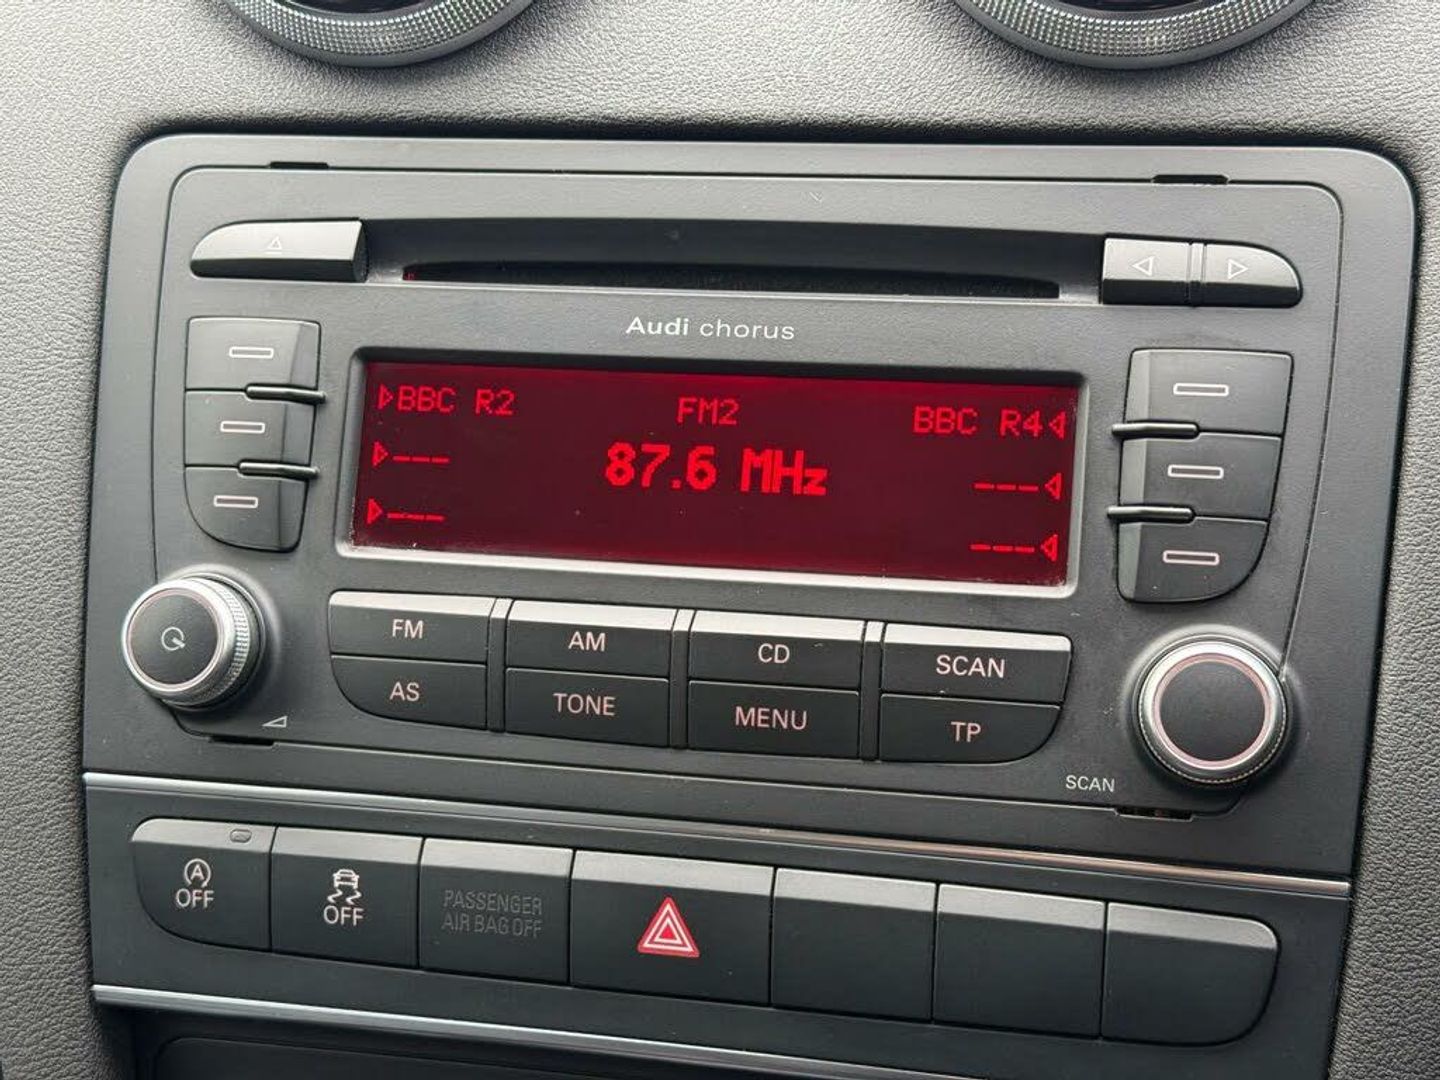 Audi chorus
BBC R2 FM2 BBC R4
--- 87.6 MHz ---
--- ---
FM AM CD SCAN
AS TONE MENU TP
SCAN
A
OFF OFF PASSENGER
AIR BAG OFF